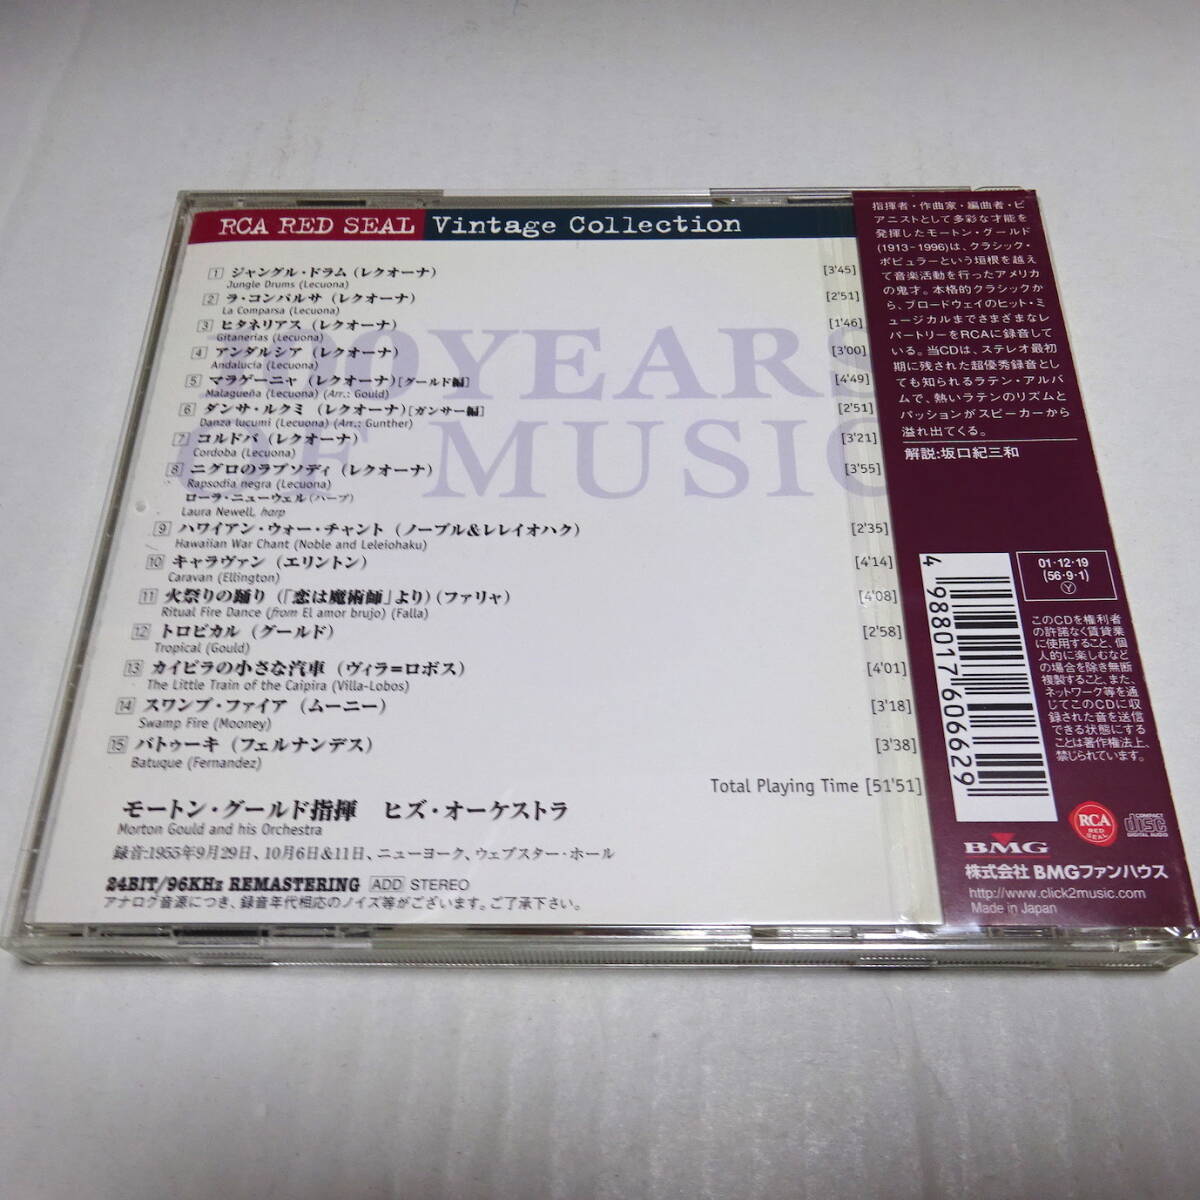 RCA RED SEAL Vintage Collection
100 YEARS
OF MUSIC
1 ジャングル・ドラム（レクオーナ） [3'45]
Jungle Drums (Lecuona)
2 ラ・コンパルサ（レクオーナ） [2'51]
La Comparsa (Lecuona)
3 ヒタネリアス（レクオーナ） [1'46]
Gitanerias (Lecuona)
4 アンダルシア（レクオーナ） [3'00]
Andalucia (Lecuona)
5 マラゲーニャ（レクオーナ）[グールド編] [4'49]
Malagueña (Lecuona) (Arr.: Gould)
6 ダンサ・ルクミ（レクオーナ）[ガンサー編] [2'51]
Danza lucumi (Lecuona) (Arr.: Gunther)
7 コルドバ（レクオーナ） [3'21]
Cordoba (Lecuona)
8 ニグロのラプソディ（レクオーナ） [3'55]
Rapsodia negra (Lecuona)
ローラ・ニューウェル（ハープ）
Laura Newell, harp
9 ハワイアン・ウォー・チャント（ノーブル&レレイオハク） [2'35]
Hawaiian War Chant (Noble and Leleiohaku)
10 キャラヴァン（エリントン） [4'14]
Caravan (Ellington)
11 火祭りの踊り（「恋は魔術師」より）（ファリャ） [4'08]
Ritual Fire Dance (from El amor brujo) (Falla)
12 トロピカル（グールド） [2'58]
Tropical (Gould)
13 カイピラの小さな汽車（ヴィラ=ロボス） [4'01]
The Little Train of the Caipira (Villa-Lobos)
14 スワンプ・ファイア（ムーニー） [3'18]
Swamp Fire (Mooney)
15 バトゥーキ（フェルナンデス） [3'38]
Batuque (Fernandez)
Total Playing Time [51'51]
モートン・グールド指揮 ヒズ・オーケストラ
Morton Gould and his Orchestra
録音:1955年9月29日、10月6日&11日、ニューヨーク、ウェブスター・ホール
24BIT/96KHz REMASTERING ADD STEREO
アナログ音源につき、録音年代相応のノイズ等がございます。ご了承下さい。
指揮者・作曲家・編曲者・ピ
アニストとして多彩な才能を
発揮したモートン・グールド
(1913-1996)は、クラシック・
ポピュラーという垣根を越え
て音楽活動を行ったアメリカ
の鬼才。本格的クラシックか
ら、ブロードウェイのヒット・ミ
ュージカルまでさまざまなレ
パートリーをRCAに録音して
いる。当CDは、ステレオ最初
期に残された超優秀録音とし
ても知られるラテン・アルバ
ムで、熱いラテンのリズムと
パッションがスピーカーから
溢れ出てくる。
解説:坂口紀三和
4 988017 606629
01・12・19
(56・9・1)
Y
このCDを権利者
の許諾なく賃貸業
に使用すること、個
人的に楽しむなど
の場合を除き無断
複製すること、また、
ネットワーク等を通
じてこのCDに収
録された音を送信
できる状態にする
ことは著作権法上、
禁じられています。
BMG
RCA
RED
SEAL
COMPACT
disc
DIGITAL AUDIO
株式会社 BMGファンハウス
http://www.click2music.com
Made in Japan